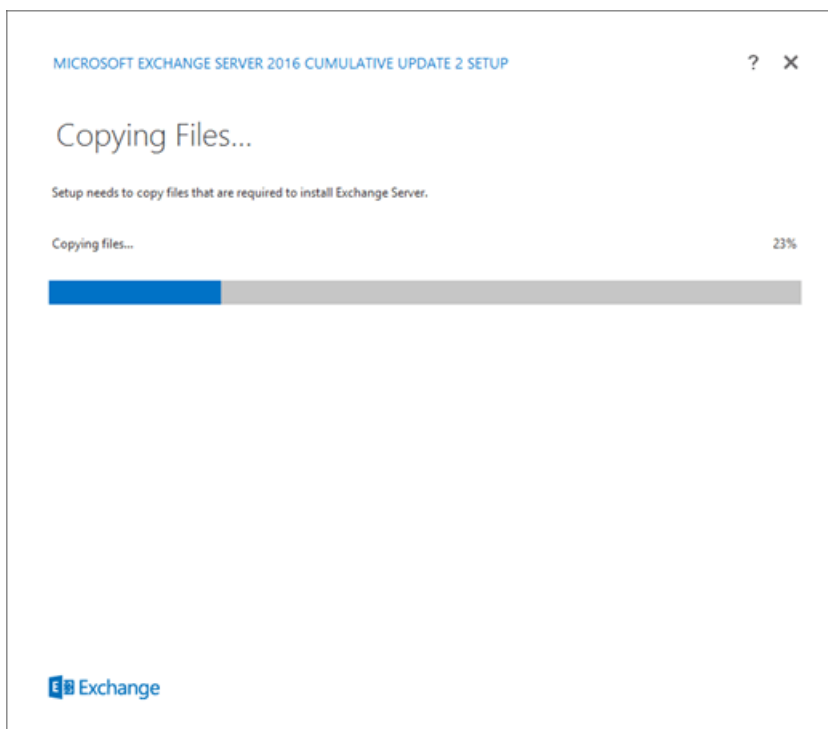 MICROSOFT EXCHANGE SERVER 2016 CUMULATIVE UPDATE 2 SETUP ? ✕
Copying Files...
Setup needs to copy files that are required to install Exchange Server.
Copying files... 23%
Exchange